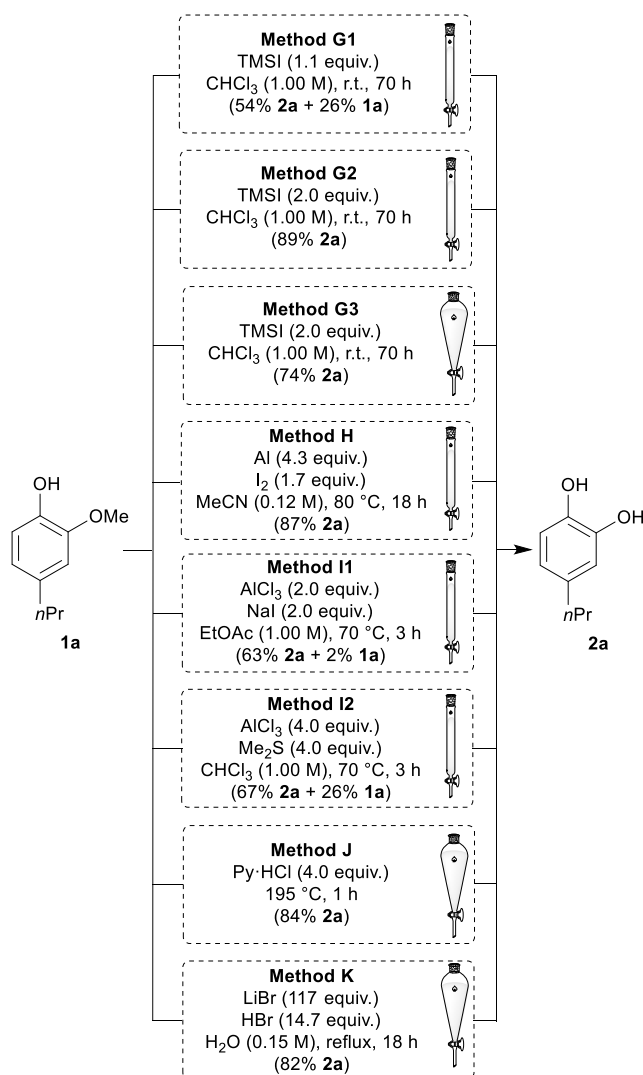 Method G1
TMSI (1.1 equiv.)
CHCl₃ (1.00 M), r.t., 70 h
(54% 2a + 26% 1a)
Method G2
TMSI (2.0 equiv.)
CHCl₃ (1.00 M), r.t., 70 h
(89% 2a)
Method G3
TMSI (2.0 equiv.)
CHCl₃ (1.00 M), r.t., 70 h
(74% 2a)
Method H
Al (4.3 equiv.)
I₂ (1.7 equiv.)
MeCN (0.12 M), 80 °C, 18 h
(87% 2a)
Method I1
AlCl₃ (2.0 equiv.)
NaI (2.0 equiv.)
EtOAc (1.00 M), 70 °C, 3 h
(63% 2a + 2% 1a)
Method I2
AlCl₃ (4.0 equiv.)
Me₂S (4.0 equiv.)
CHCl₃ (1.00 M), 70 °C, 3 h
(67% 2a + 26% 1a)
Method J
Py·HCl (4.0 equiv.)
195 °C, 1 h
(84% 2a)
Method K
LiBr (117 equiv.)
HBr (14.7 equiv.)
H₂O (0.15 M), reflux, 18 h
(82% 2a)
OH
OMe
nPr
1a
OH
OH
nPr
2a